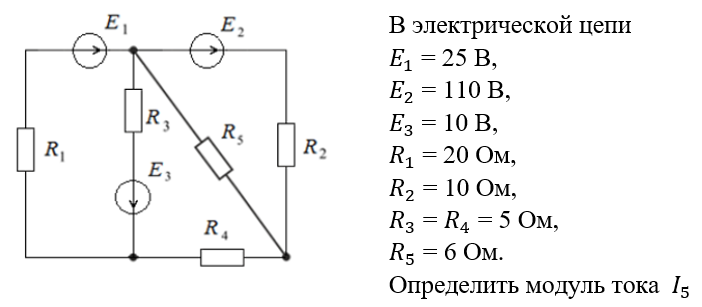 E₁
E₂
R₃
R₅
R₁
R₂
E₃
R₄
В электрической цепи
E₁ = 25 В,
E₂ = 110 В,
E₃ = 10 В,
R₁ = 20 Ом,
R₂ = 10 Ом,
R₃ = R₄ = 5 Ом,
R₅ = 6 Ом.
Определить модуль тока I₅